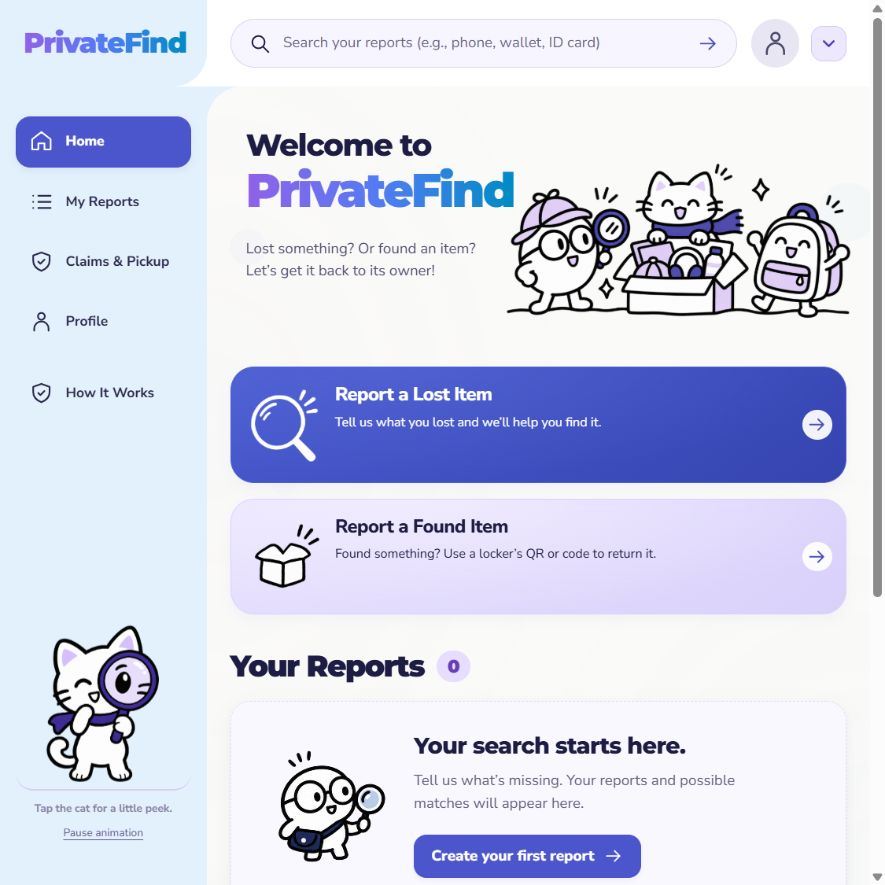 PrivateFind
Search your reports (e.g., phone, wallet, ID card)
Home
My Reports
Claims & Pickup
Profile
How It Works
Tap the cat for a little peek.
Pause animation
Welcome to
PrivateFind
Lost something? Or found an item?
Let’s get it back to its owner!
Report a Lost Item
Tell us what you lost and we’ll help you find it.
Report a Found Item
Found something? Use a locker’s QR or code to return it.
Your Reports 0
Your search starts here.
Tell us what’s missing. Your reports and possible
matches will appear here.
Create your first report